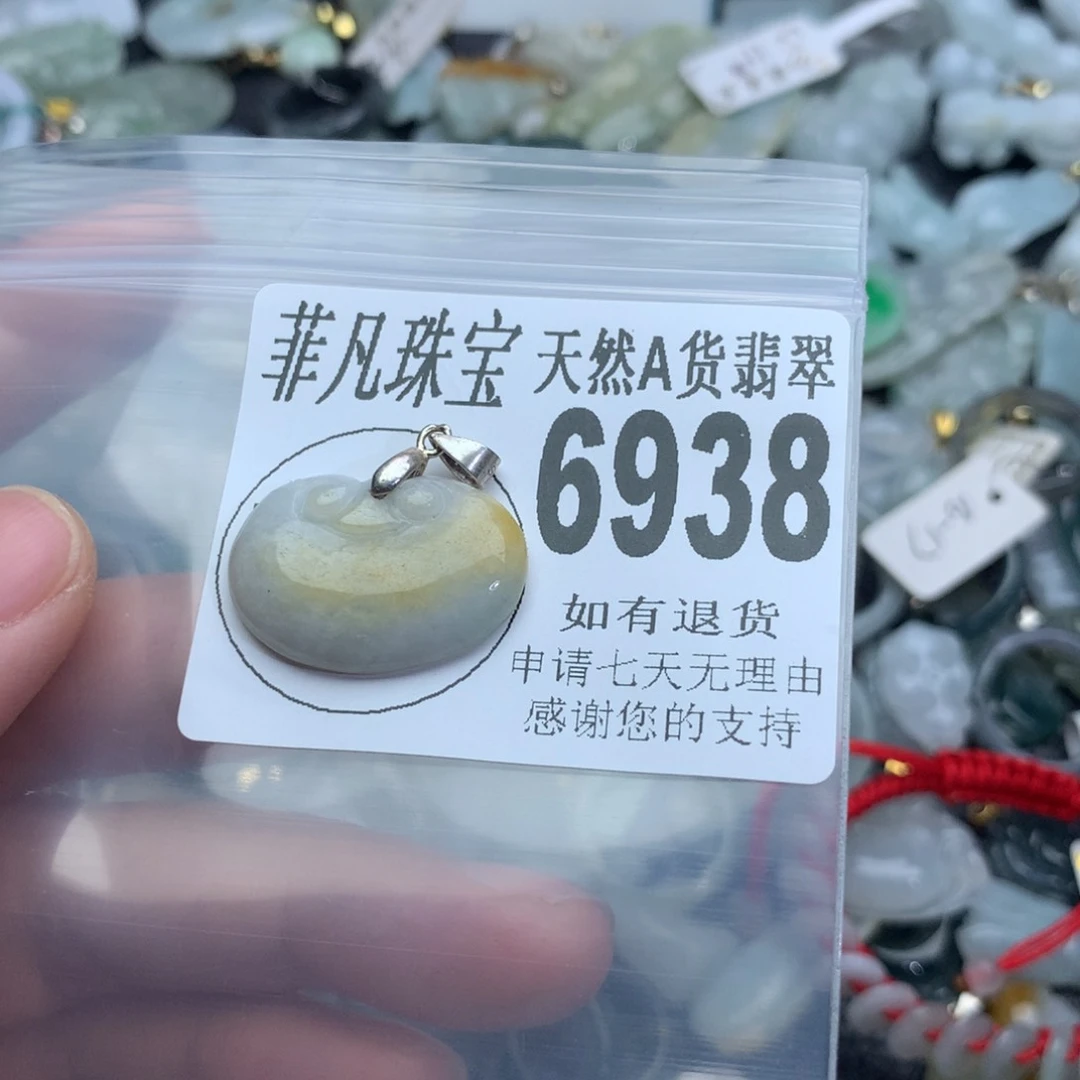 菲凡珠宝 天然A货翡翠
6938
如有退货
申请七天无理由
感谢您的支持